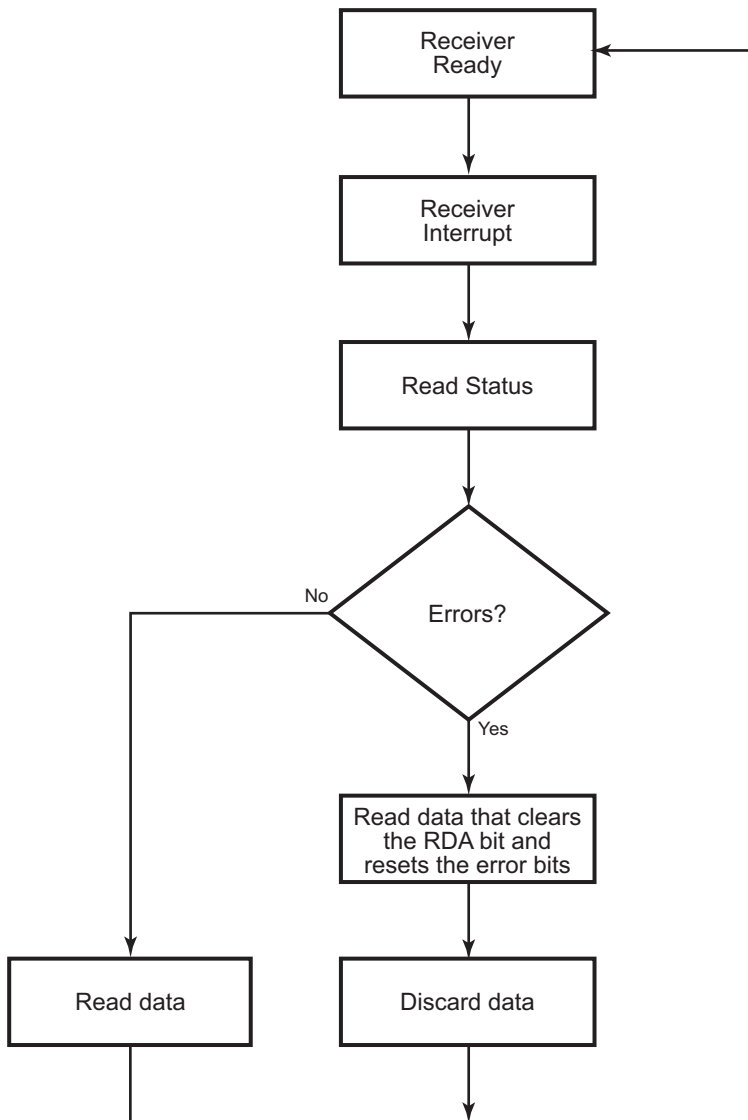 Receiver
Ready
Receiver
Interrupt
Read Status
Errors?
No
Yes
Read data that clears
the RDA bit and
resets the error bits
Read data
Discard data